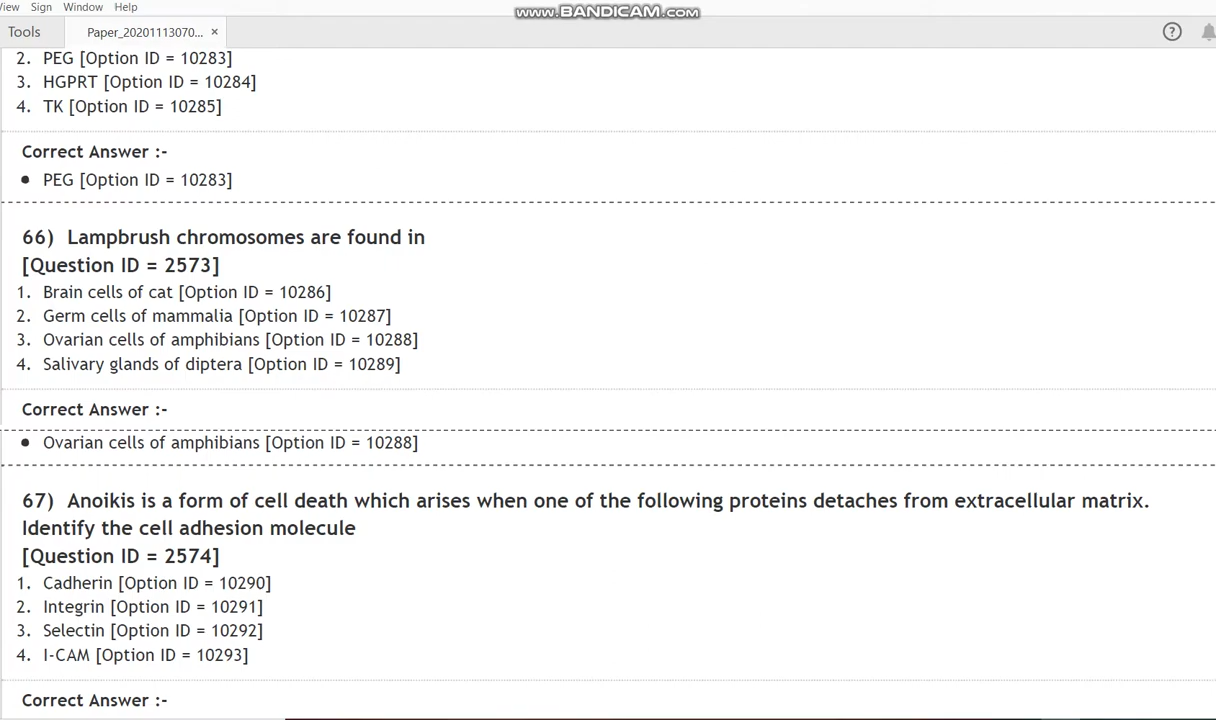 View Sign Window Help
www.BANDICAM.com
Tools Paper_20201113070... ×
2. PEG [Option ID = 10283]
3. HGPRT [Option ID = 10284]
4. TK [Option ID = 10285]
Correct Answer :-
• PEG [Option ID = 10283]
66) Lampbrush chromosomes are found in
[Question ID = 2573]
1. Brain cells of cat [Option ID = 10286]
2. Germ cells of mammalia [Option ID = 10287]
3. Ovarian cells of amphibians [Option ID = 10288]
4. Salivary glands of diptera [Option ID = 10289]
Correct Answer :-
• Ovarian cells of amphibians [Option ID = 10288]
67) Anoikis is a form of cell death which arises when one of the following proteins detaches from extracellular matrix.
Identify the cell adhesion molecule
[Question ID = 2574]
1. Cadherin [Option ID = 10290]
2. Integrin [Option ID = 10291]
3. Selectin [Option ID = 10292]
4. I-CAM [Option ID = 10293]
Correct Answer :-